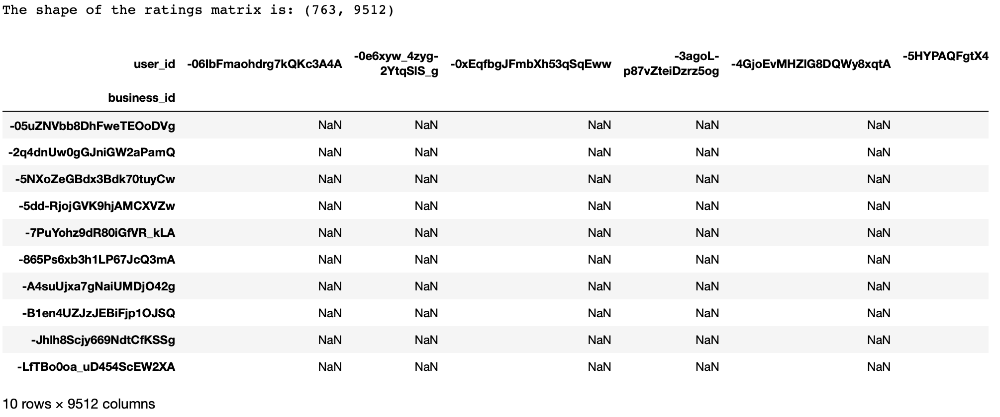 The shape of the ratings matrix is: (763, 9512)
user_id -06IbFmaohdrg7kQKc3A4A -0e6xyw_4zyg-2YtqSlS_g -0xEqfbgJFmbXh53qSqEww -3agoL-p87vZteiDzrz5og -4GjoEvMHZlG8DQWy8xqtA -5HYPAQFgtX4
business_id
-05uZNVbb8DhFweTEOoDVg NaN NaN NaN NaN NaN
-2q4dnUw0gGJniGW2aPamQ NaN NaN NaN NaN NaN
-5NXoZeGBdx3Bdk70tuyCw NaN NaN NaN NaN NaN
-5dd-RjojGVK9hjAMCXVZw NaN NaN NaN NaN NaN
-7PuYohz9dR80iGfVR_kLA NaN NaN NaN NaN NaN
-865Ps6xb3h1LP67JcQ3mA NaN NaN NaN NaN NaN
-A4suUjxa7gNaiUMDjO42g NaN NaN NaN NaN NaN
-B1en4UZJzJEBiFjp1OJSQ NaN NaN NaN NaN NaN
-Jhlh8Scjy669NdtCfKSSg NaN NaN NaN NaN NaN
-LfTBo0oa_uD454ScEW2XA NaN NaN NaN NaN NaN
10 rows × 9512 columns